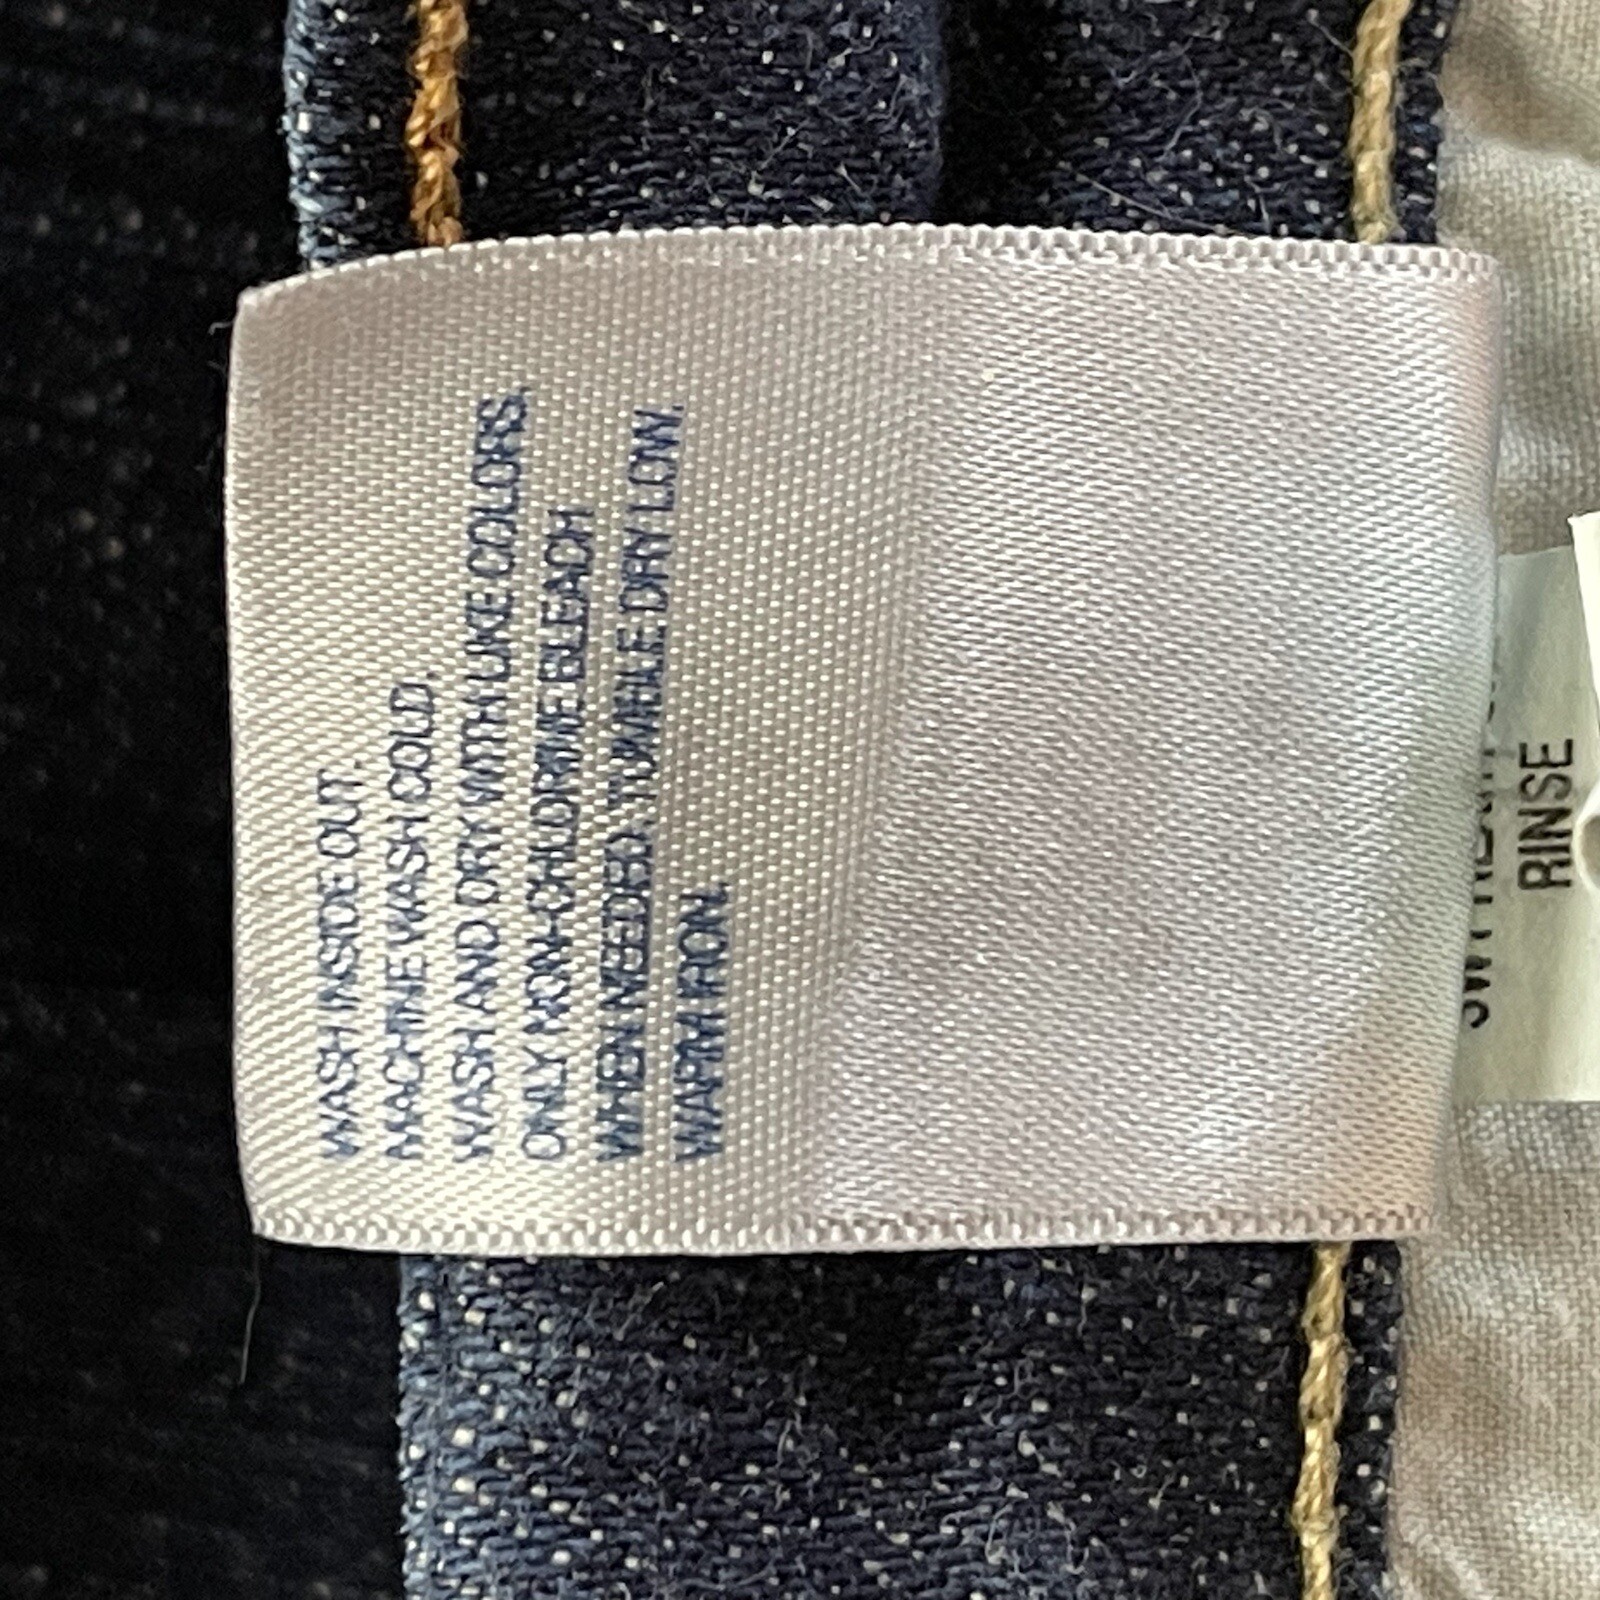 WASH INSIDE OUT.
MACHINE WASH COLD.
WASH AND DRY WITH LIKE COLORS.
ONLY NON-CHLORINE BLEACH
WHEN NEEDED. TUMBLE DRY LOW.
WARM IRON.
RINSE